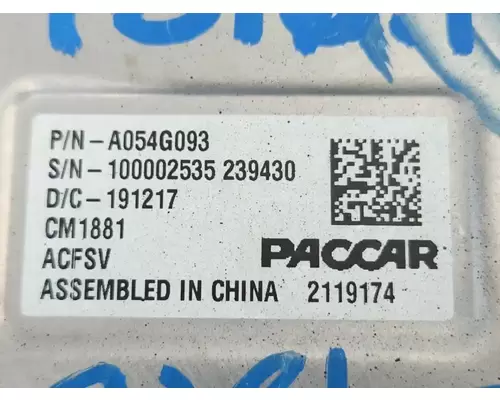 P/N-A054G093
S/N-100002535 239430
D/C-191217
CM1881
ACFSV
PACCAR
ASSEMBLED IN CHINA 2119174